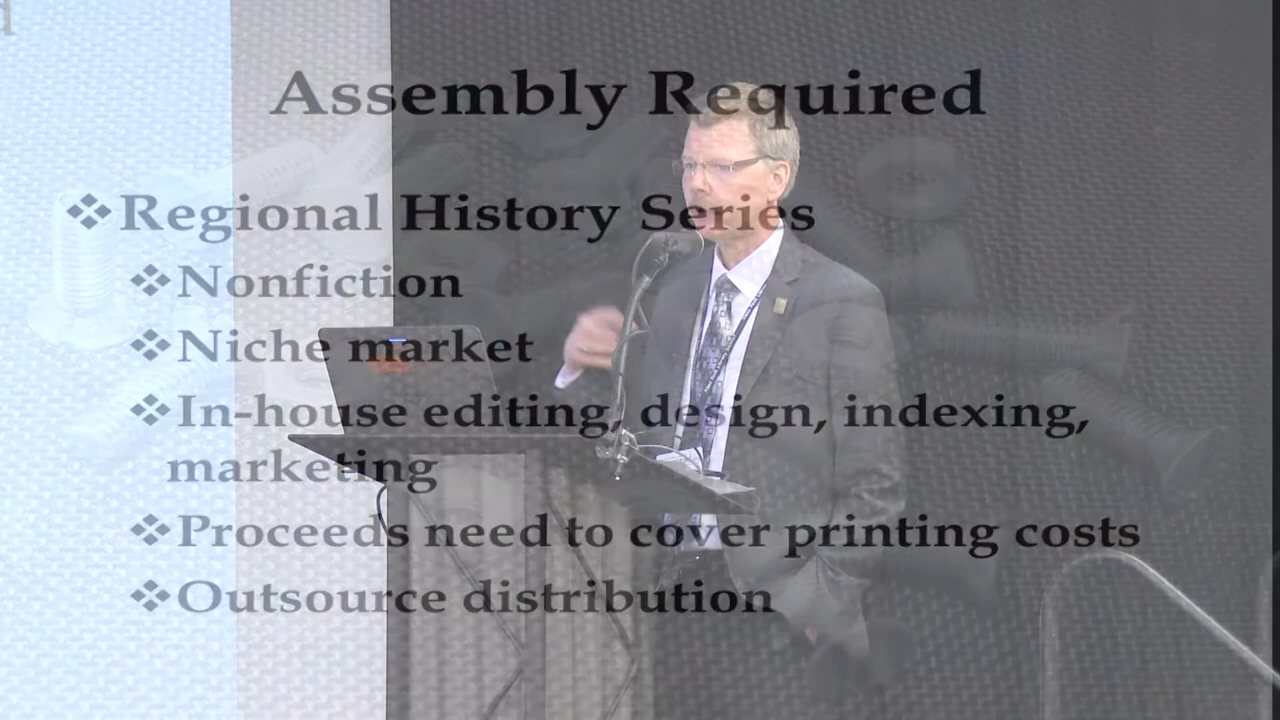 Assembly Required
❖Regional History Series
❖Nonfiction
❖Niche market
❖In-house editing, design, indexing,
marketing
❖Proceeds need to cover printing costs
❖Outsource distribution